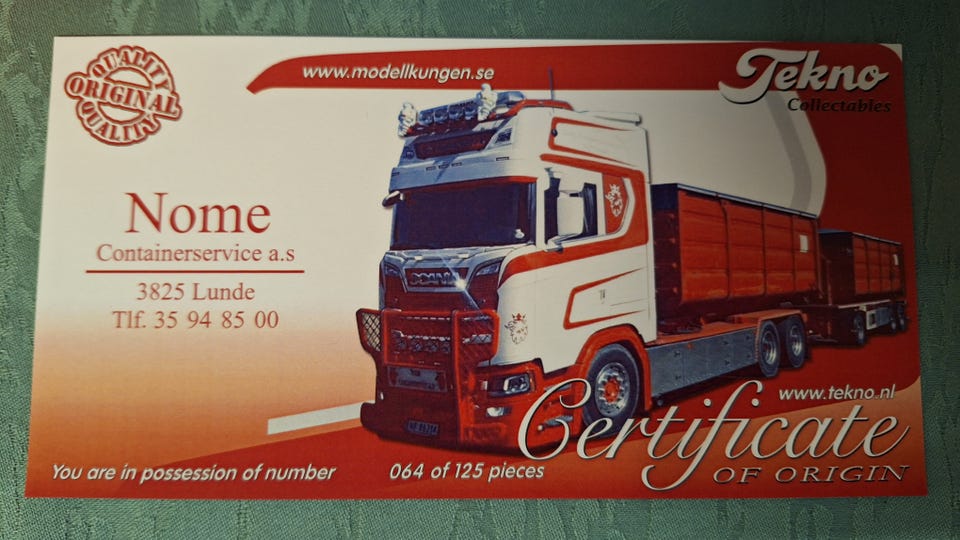 QUALITY
ORIGINAL
QUALITY
www.modellkungen.se
Tekno
Collectables
Nome
Containerservice a.s
3825 Lunde
Tlf. 35 94 85 00
SCANIA
www.tekno.nl
Certificate
OF ORIGIN
You are in possession of number 064 of 125 pieces